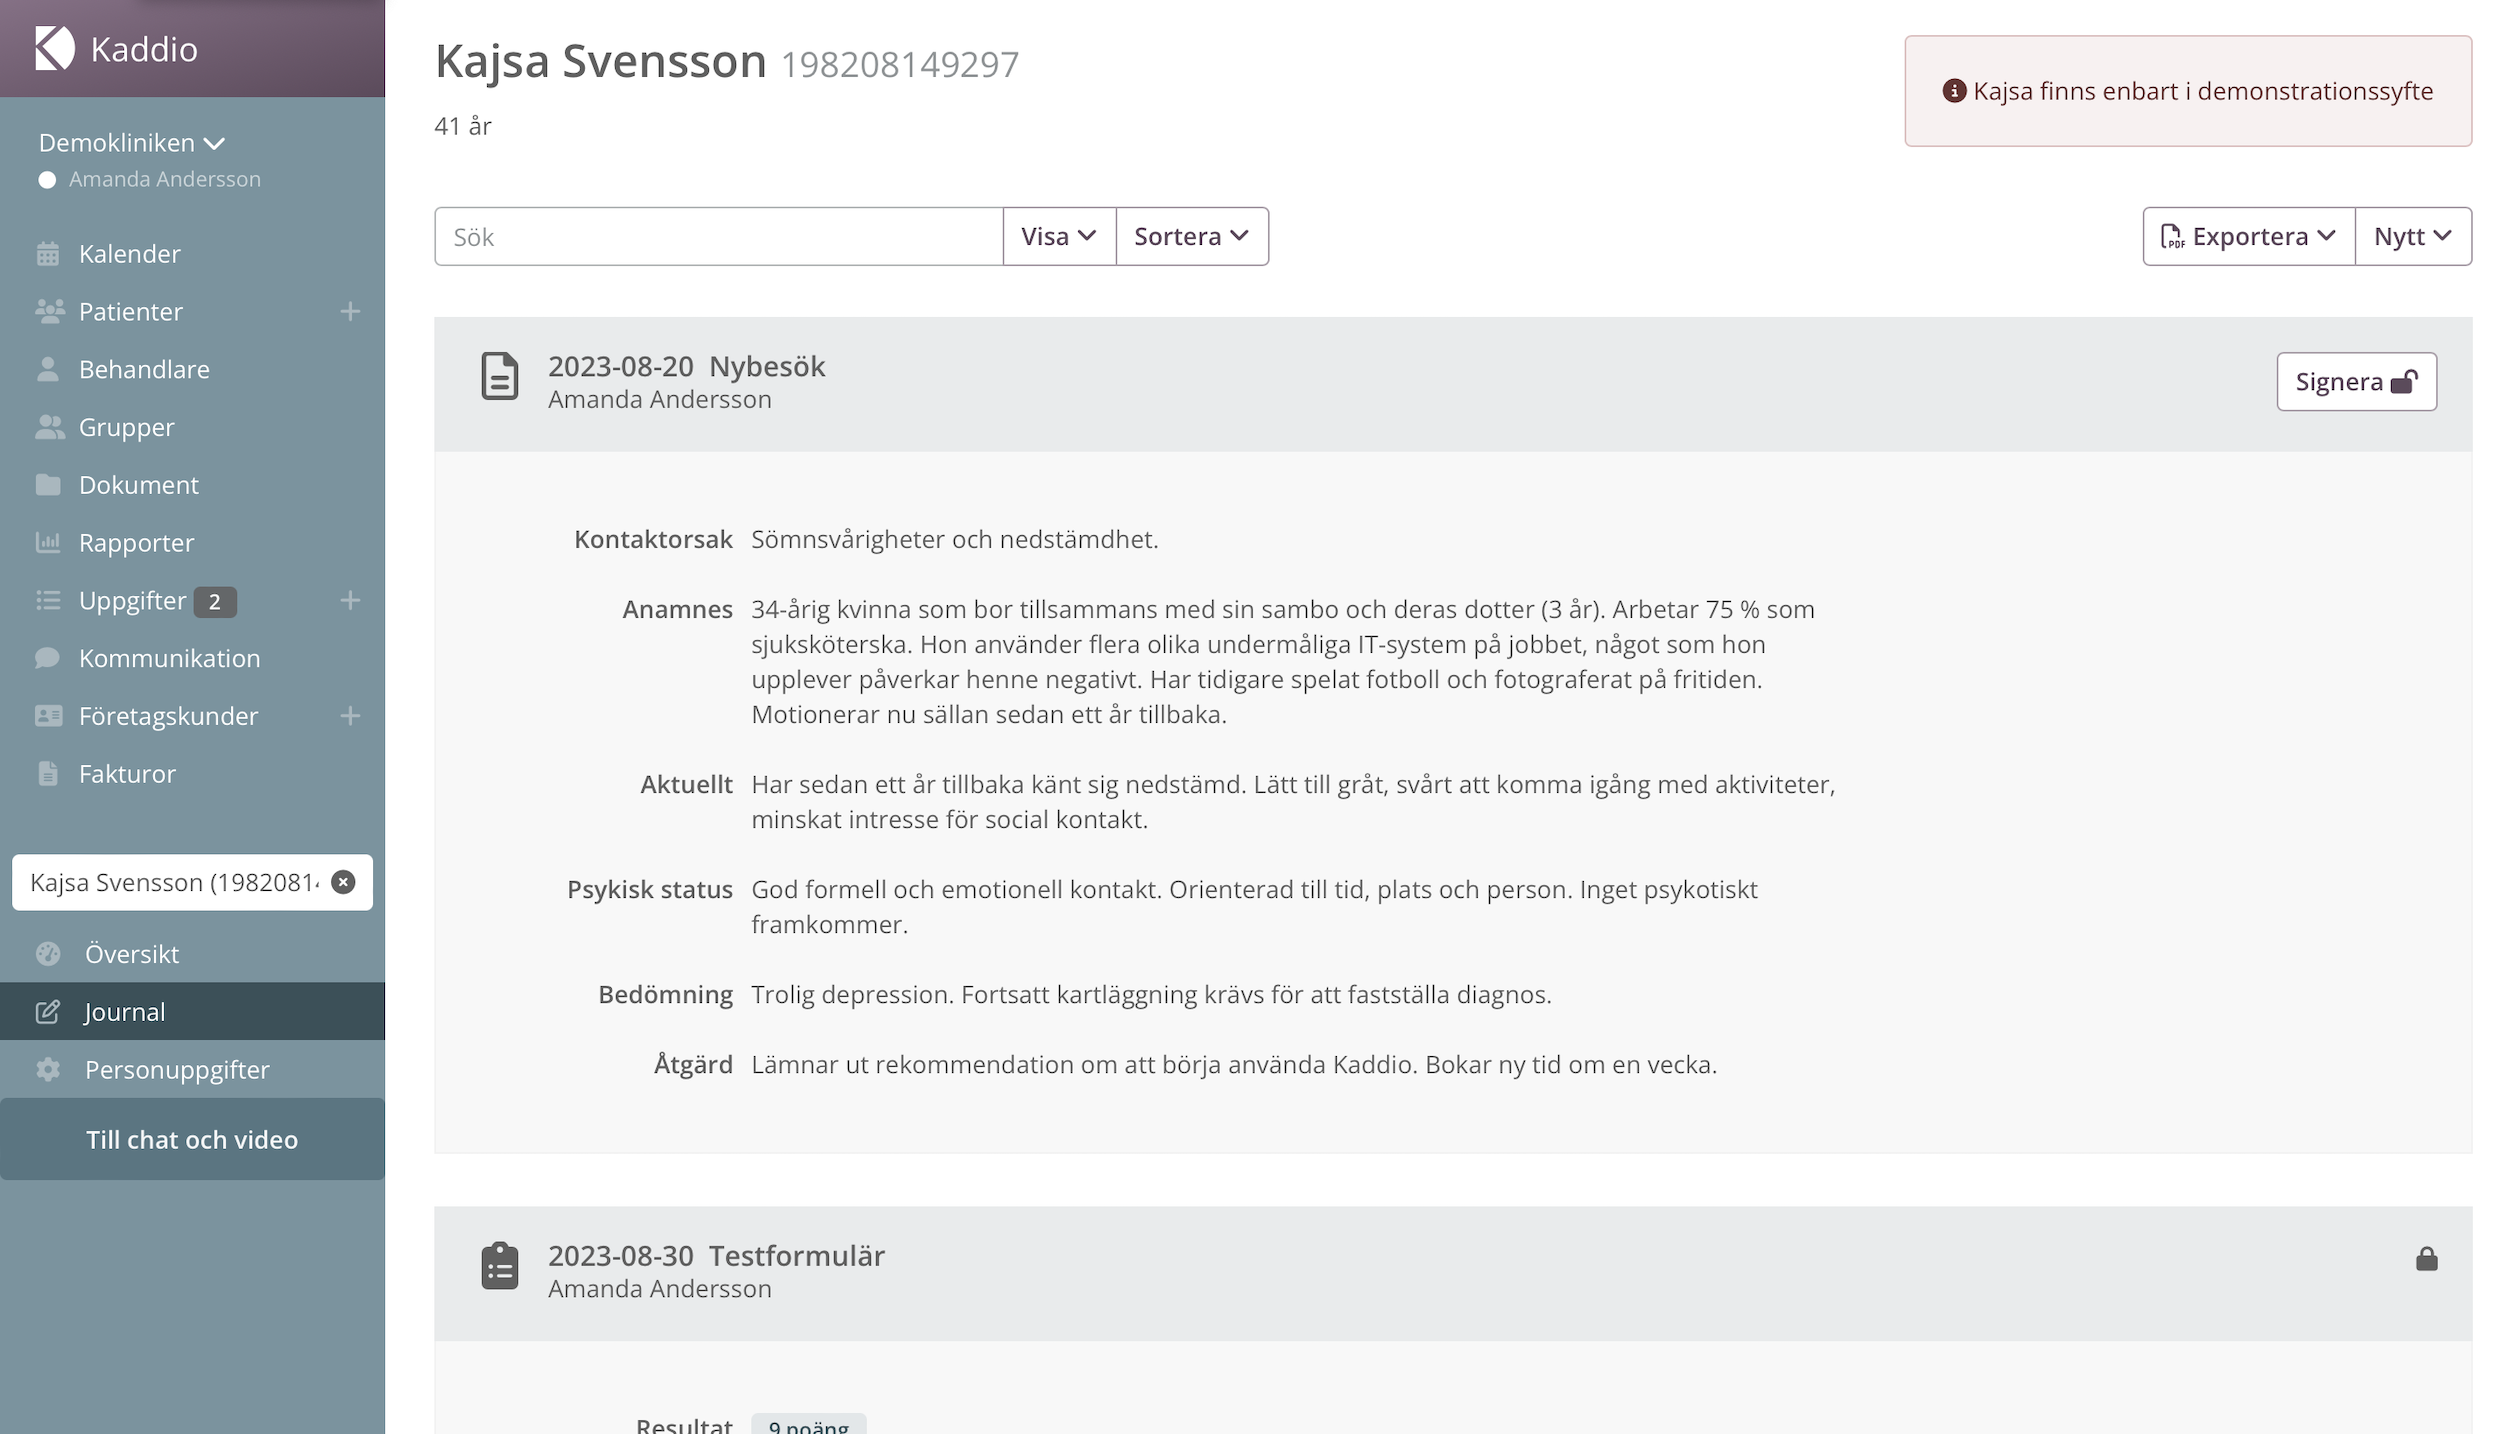 Kaddio
Demokliniken
Amanda Andersson
Kalender
Patienter
Behandlare
Grupper
Dokument
Rapporter
Uppgifter 2
Kommunikation
Företagskunder
Fakturor
Kajsa Svensson (1982081
Översikt
Journal
Personuppgifter
Till chat och video
Kajsa Svensson 198208149297
41 år
Kajsa finns enbart i demonstrationssyfte
Sök Visa Sortera
PDF Exportera Nytt
2023-08-20 Nybesök
Amanda Andersson
Signera
Kontaktorsak Sömnsvårigheter och nedstämdhet.
Anamnes 34-årig kvinna som bor tillsammans med sin sambo och deras dotter (3 år). Arbetar 75 % som
sjuksköterska. Hon använder flera olika undermåliga IT-system på jobbet, något som hon
upplever påverkar henne negativt. Har tidigare spelat fotboll och fotograferat på fritiden.
Motionerar nu sällan sedan ett år tillbaka.
Aktuellt Har sedan ett år tillbaka känt sig nedstämd. Lätt till gråt, svårt att komma igång med aktiviteter,
minskat intresse för social kontakt.
Psykisk status God formell och emotionell kontakt. Orienterad till tid, plats och person. Inget psykotiskt
framkommer.
Bedömning Trolig depression. Fortsatt kartläggning krävs för att fastställa diagnos.
Åtgärd Lämnar ut rekommendation om att börja använda Kaddio. Bokar ny tid om en vecka.
2023-08-30 Testformulär
Amanda Andersson
Resultat 9 poäng